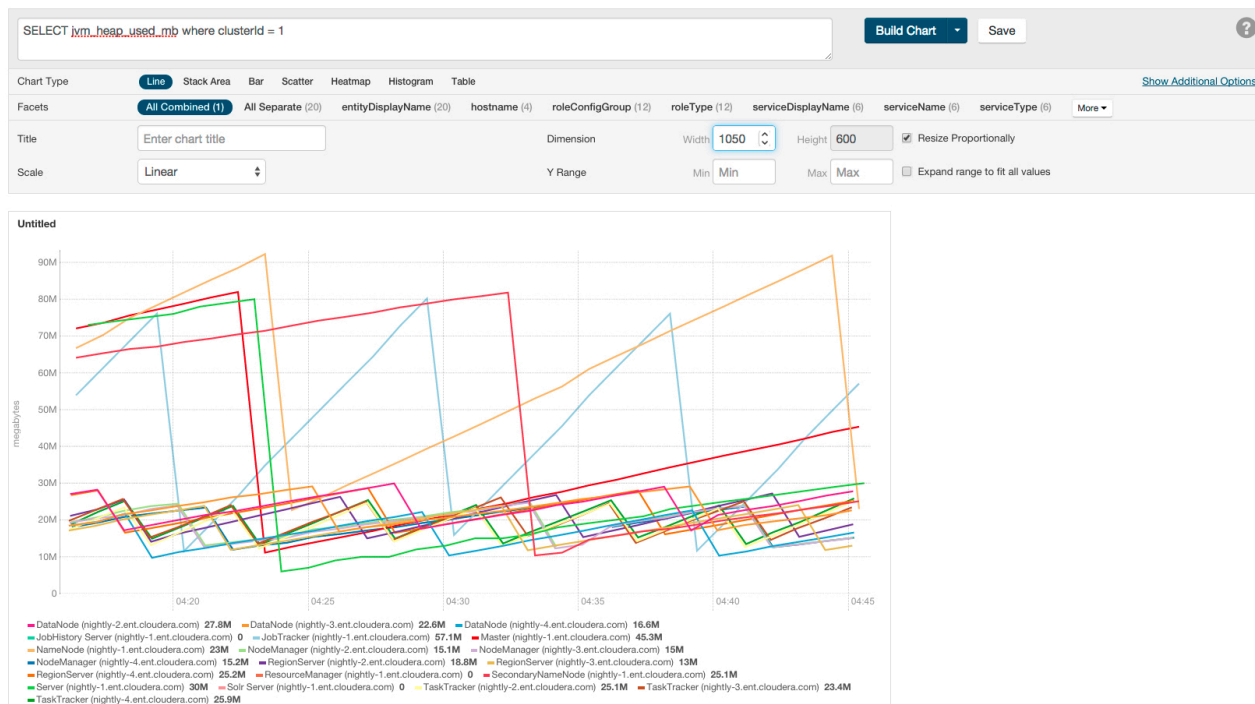 SELECT jvm_heap_used_mb where clusterId = 1
Build Chart
Save
?
Chart Type Line Stack Area Bar Scatter Heatmap Histogram Table Show Additional Options
Facets All Combined (1) All Separate (20) entityDisplayName (20) hostname (4) roleConfigGroup (12) roleType (12) serviceDisplayName (6) serviceName (6) serviceType (6) More
Title Enter chart title Dimension Width 1050 Height 600 Resize Proportionally
Scale Linear Y Range Min Min Max Max Expand range to fit all values
Untitled
megabytes
90M
80M
70M
60M
50M
40M
30M
20M
10M
0
04:20 04:25 04:30 04:35 04:40 04:45
DataNode (nightly-2.ent.cloudera.com) 27.8M DataNode (nightly-3.ent.cloudera.com) 22.6M DataNode (nightly-4.ent.cloudera.com) 16.6M
JobHistory Server (nightly-1.ent.cloudera.com) 0 JobTracker (nightly-1.ent.cloudera.com) 57.1M Master (nightly-1.ent.cloudera.com) 45.3M
NameNode (nightly-1.ent.cloudera.com) 23M NodeManager (nightly-2.ent.cloudera.com) 15.1M NodeManager (nightly-3.ent.cloudera.com) 15M
NodeManager (nightly-4.ent.cloudera.com) 15.2M RegionServer (nightly-2.ent.cloudera.com) 18.8M RegionServer (nightly-3.ent.cloudera.com) 13M
RegionServer (nightly-4.ent.cloudera.com) 25.2M ResourceManager (nightly-1.ent.cloudera.com) 0 SecondaryNameNode (nightly-1.ent.cloudera.com) 25.1M
Server (nightly-1.ent.cloudera.com) 30M Solr Server (nightly-1.ent.cloudera.com) 0 TaskTracker (nightly-2.ent.cloudera.com) 25.1M TaskTracker (nightly-3.ent.cloudera.com) 23.4M
TaskTracker (nightly-4.ent.cloudera.com) 25.9M